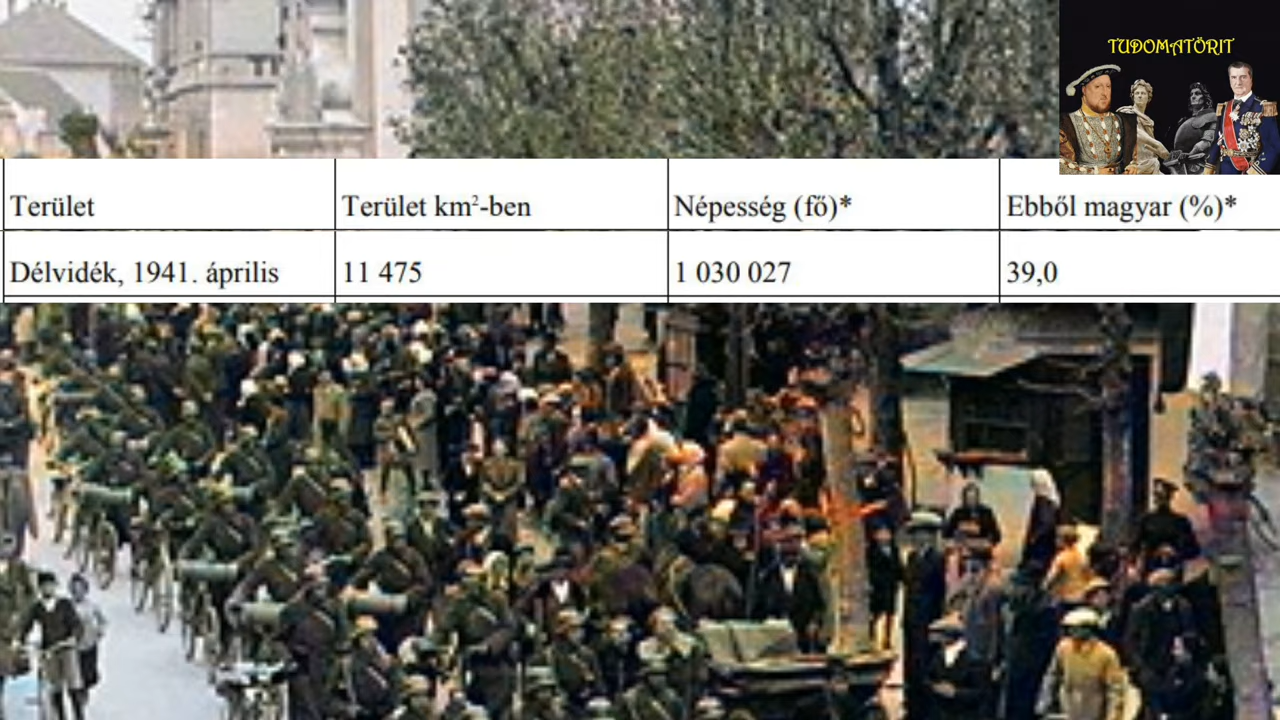 TUDOMATÖRIT
Terület Terület km²-ben Népesség (fő)* Ebből magyar (%)*
Délvidék, 1941. április 11 475 1 030 027 39,0